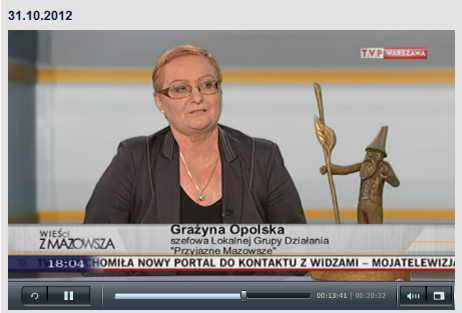 31.10.2012
TVP WARSZAWA
WIEŚCI
Z MAZOWSZA
Grażyna Opolska
szefowa Lokalnej Grupy Działania
"Przyjazne Mazowsze"
18:04 CHOMIŁA NOWY PORTAL DO KONTAKTU Z WIDZAMI – MOJATELEWIZJA
00:13:41 | 00:20:32